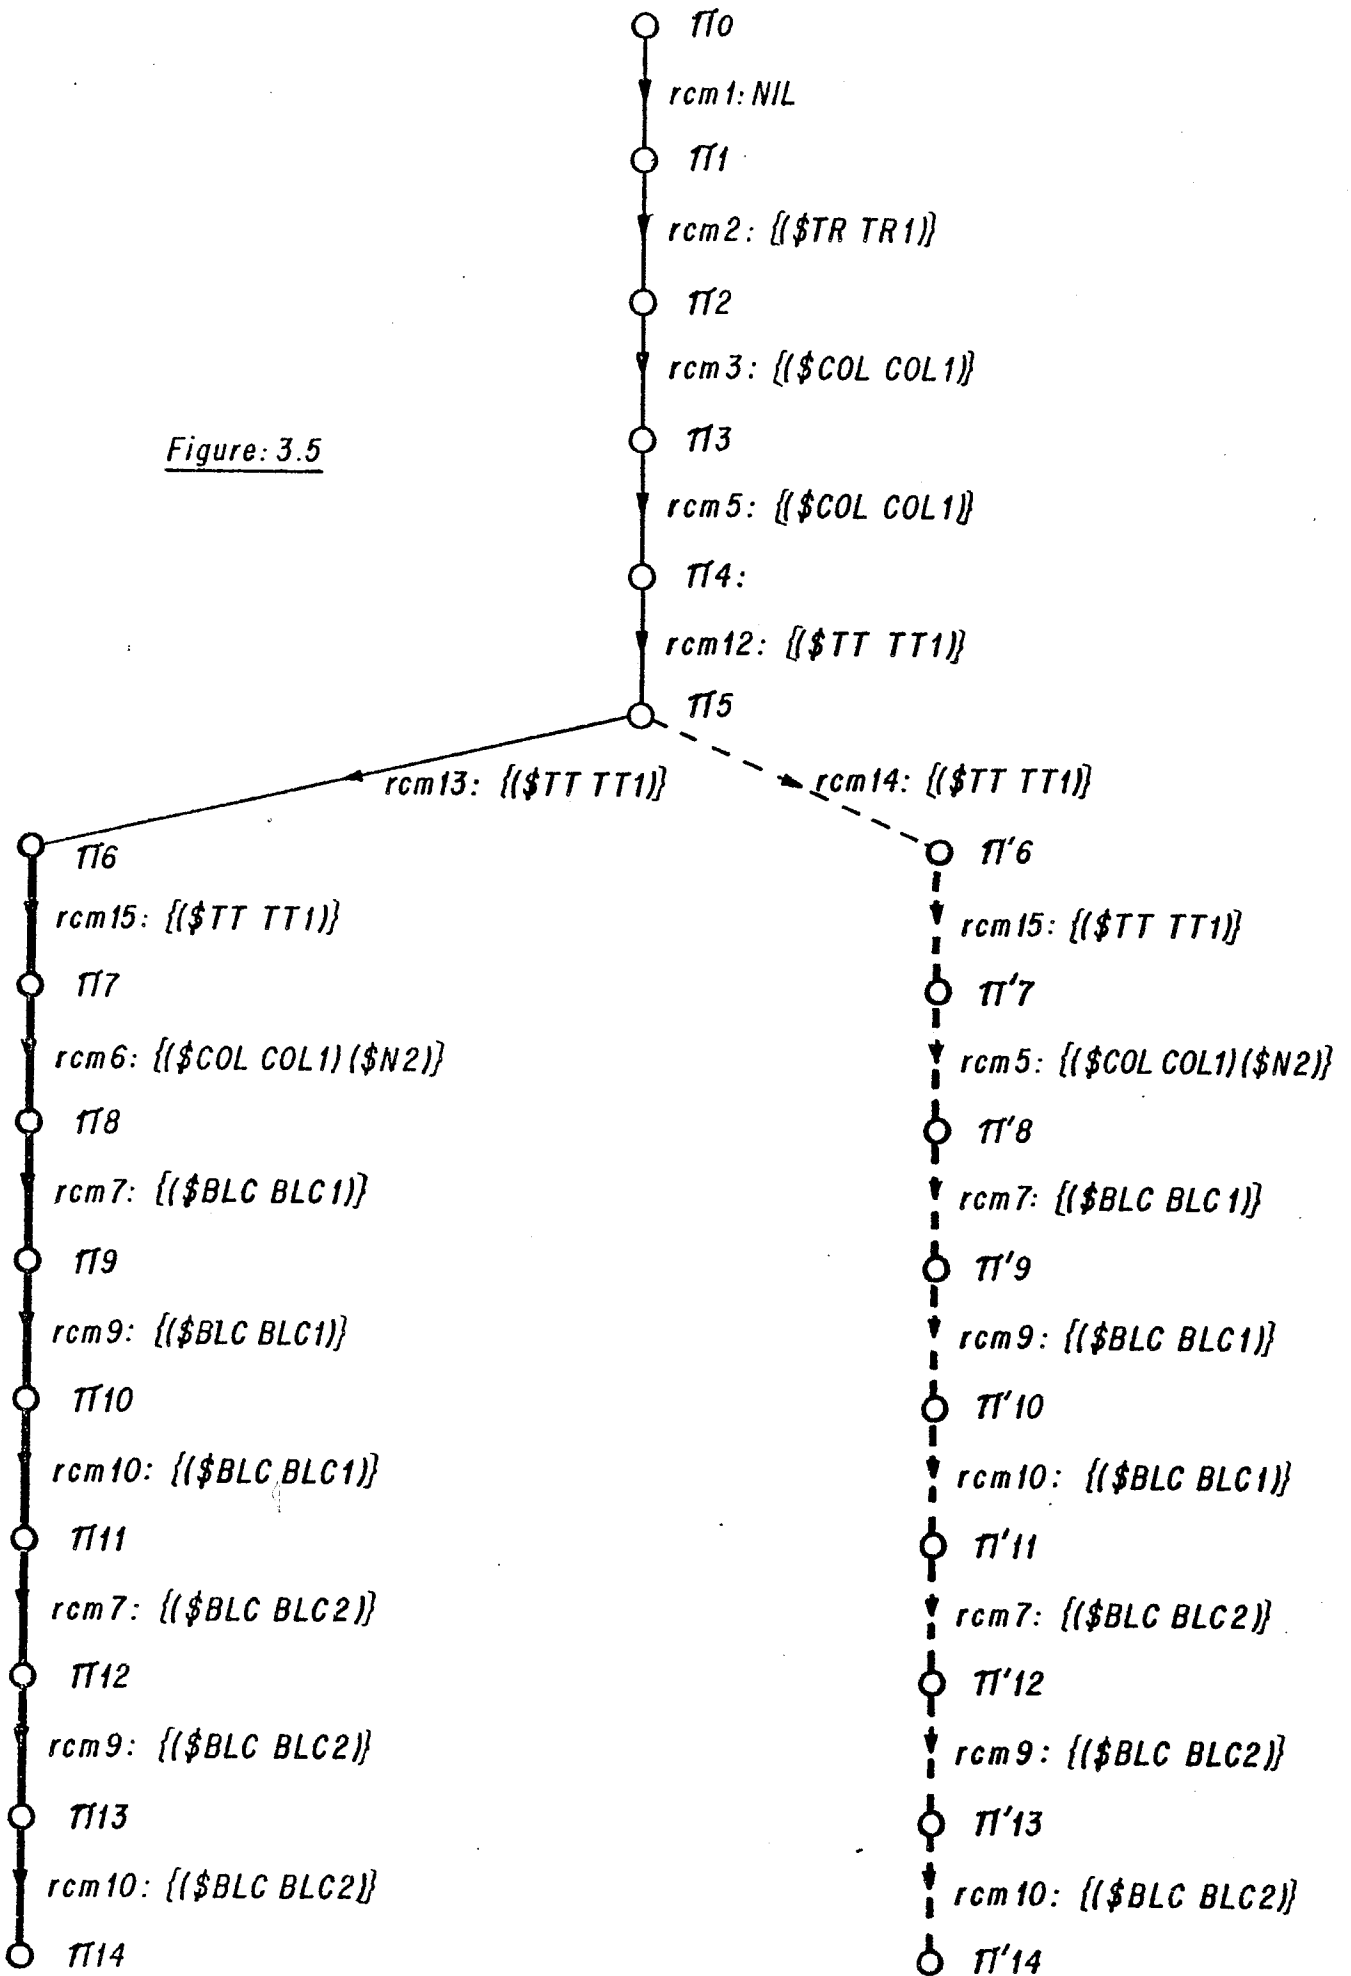 π0
rcm1: NIL
π1
rcm2: {($TR TR1)}
π2
rcm3: {($COL COL1)}
π3
Figure: 3.5
rcm5: {($COL COL1)}
π4:
rcm12: {($TT TT1)}
π5
rcm13: {($TT TT1)}
rcm14: {($TT TT1)}
π6
rcm15: {($TT TT1)}
π7
rcm6: {($COL COL1)($N2)}
π8
rcm7: {($BLC BLC1)}
π9
rcm9: {($BLC BLC1)}
π10
rcm10: {($BLC BLC1)}
π11
rcm7: {($BLC BLC2)}
π12
rcm9: {($BLC BLC2)}
π13
rcm10: {($BLC BLC2)}
π14
π'6
rcm15: {($TT TT1)}
π'7
rcm5: {($COL COL1)($N2)}
π'8
rcm7: {($BLC BLC1)}
π'9
rcm9: {($BLC BLC1)}
π'10
rcm10: {($BLC BLC1)}
π'11
rcm7: {($BLC BLC2)}
π'12
rcm9: {($BLC BLC2)}
π'13
rcm10: {($BLC BLC2)}
π'14